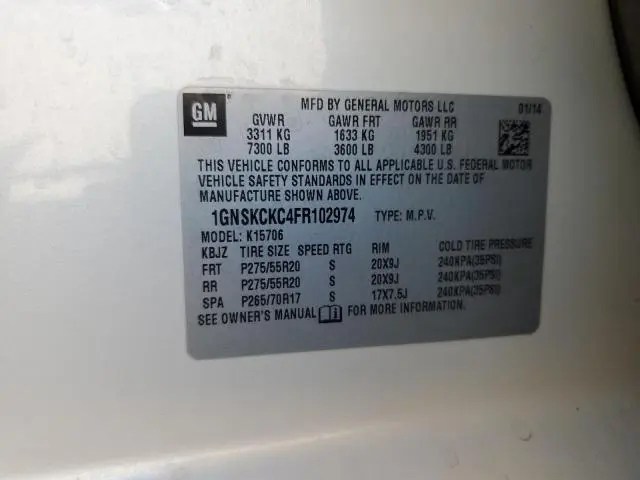 GM
MFD BY GENERAL MOTORS LLC 01/14
GVWR GAWR FRT GAWR RR
3311 KG 1633 KG 1951 KG
7300 LB 3600 LB 4300 LB
THIS VEHICLE CONFORMS TO ALL APPLICABLE U.S. FEDERAL MOTOR
VEHICLE SAFETY STANDARDS IN EFFECT ON THE DATE OF
MANUFACTURE SHOWN ABOVE.
1GNSKCKC4FR102974 TYPE: M.P.V.
MODEL: K15706
KBJZ TIRE SIZE SPEED RTG RIM COLD TIRE PRESSURE
FRT P275/55R20 S 20X9J 240KPA(35PSI)
RR P275/55R20 S 20X9J 240KPA(35PSI)
SPA P265/70R17 S 17X7.5J 240KPA(35PSI)
SEE OWNER'S MANUAL FOR MORE INFORMATION.